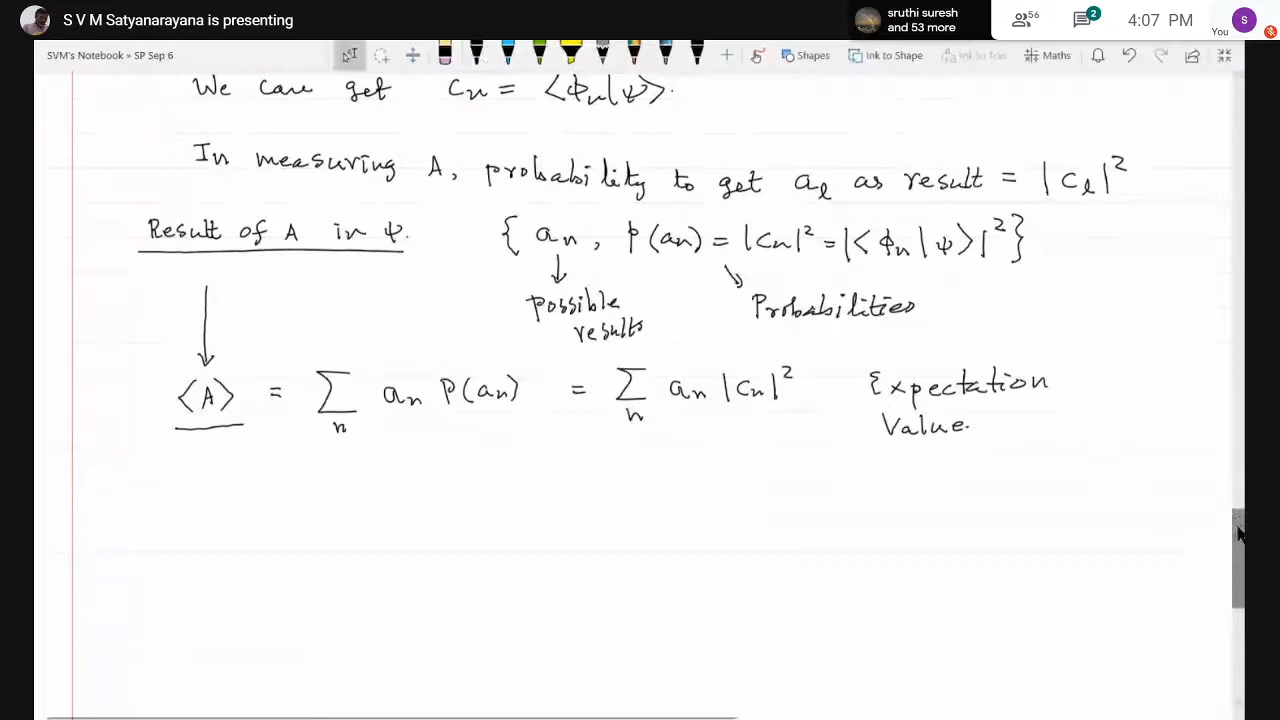 S V M Satyanarayana is presenting
sruthi suresh
and 53 more
56
2
4:07 PM
S
You
SVM's Notebook » SP Sep 6
Shapes
Ink to Shape
Ink to Text
Maths
We can get cₙ = ⟨ϕₙ|ψ⟩.
In measuring A, probability to get aₗ as result = |cₗ|²
Result of A in ψ. { aₙ, P(aₙ) = |cₙ|² = |⟨ϕₙ|ψ⟩|² }
↓ ↘
possible Probabilities
results
↓
⟨A⟩ = Σ aₙ P(aₙ) = Σ aₙ |cₙ|² Expectation
n n Value.